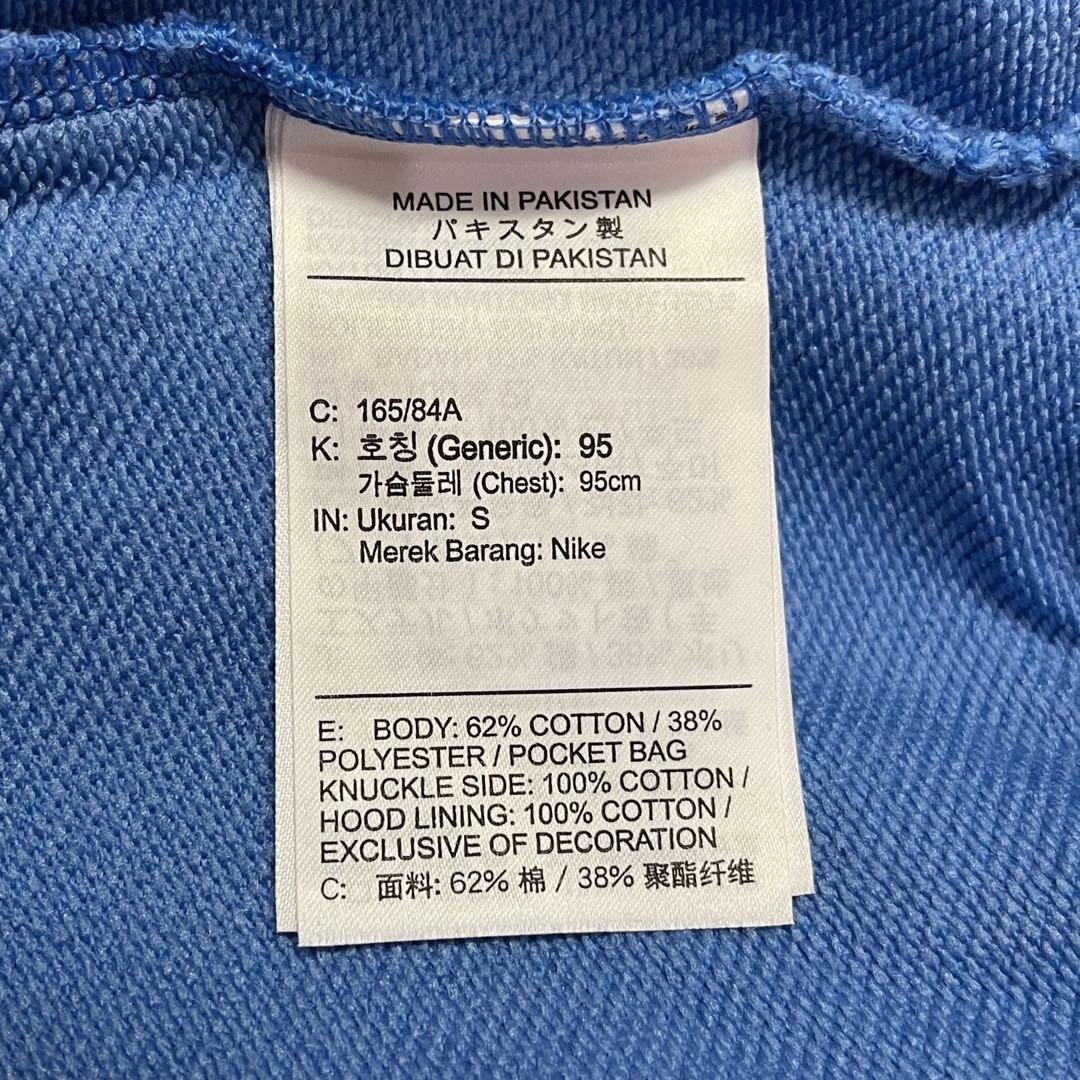 MADE IN PAKISTAN
パキスタン製
DIBUAT DI PAKISTAN
C: 165/84A
K: 호칭 (Generic): 95
가슴둘레 (Chest): 95cm
IN: Ukuran: S
Merek Barang: Nike
E: BODY: 62% COTTON / 38%
POLYESTER / POCKET BAG
KNUCKLE SIDE: 100% COTTON /
HOOD LINING: 100% COTTON /
EXCLUSIVE OF DECORATION
C: 面料: 62% 棉 / 38% 聚酯纤维